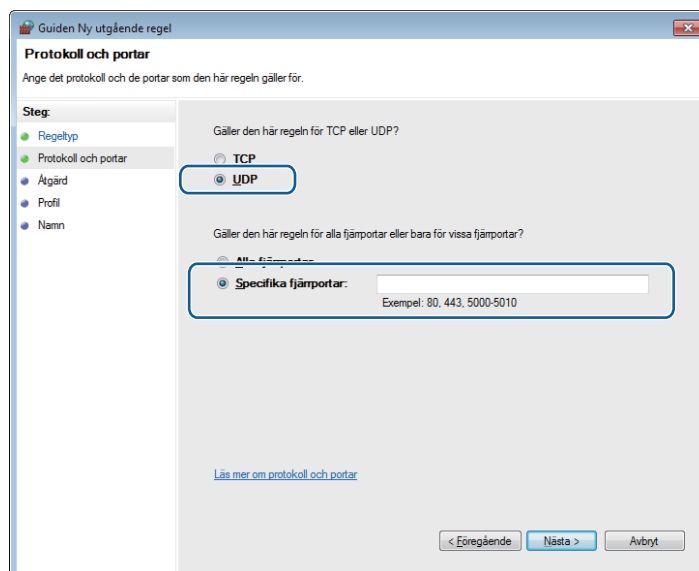 Guiden Ny utgående regel
Protokoll och portar
Ange det protokoll och de portar som den här regeln gäller för.
Steg:
Regeltyp
Protokoll och portar
Åtgärd
Profil
Namn
Gäller den här regeln för TCP eller UDP?
TCP
UDP
Gäller den här regeln för alla fjärrportar eller bara för vissa fjärrportar?
Alla fjärrportar
Specifika fjärrportar:
Exempel: 80, 443, 5000-5010
Läs mer om protokoll och portar
< Föregående
Nästa >
Avbryt